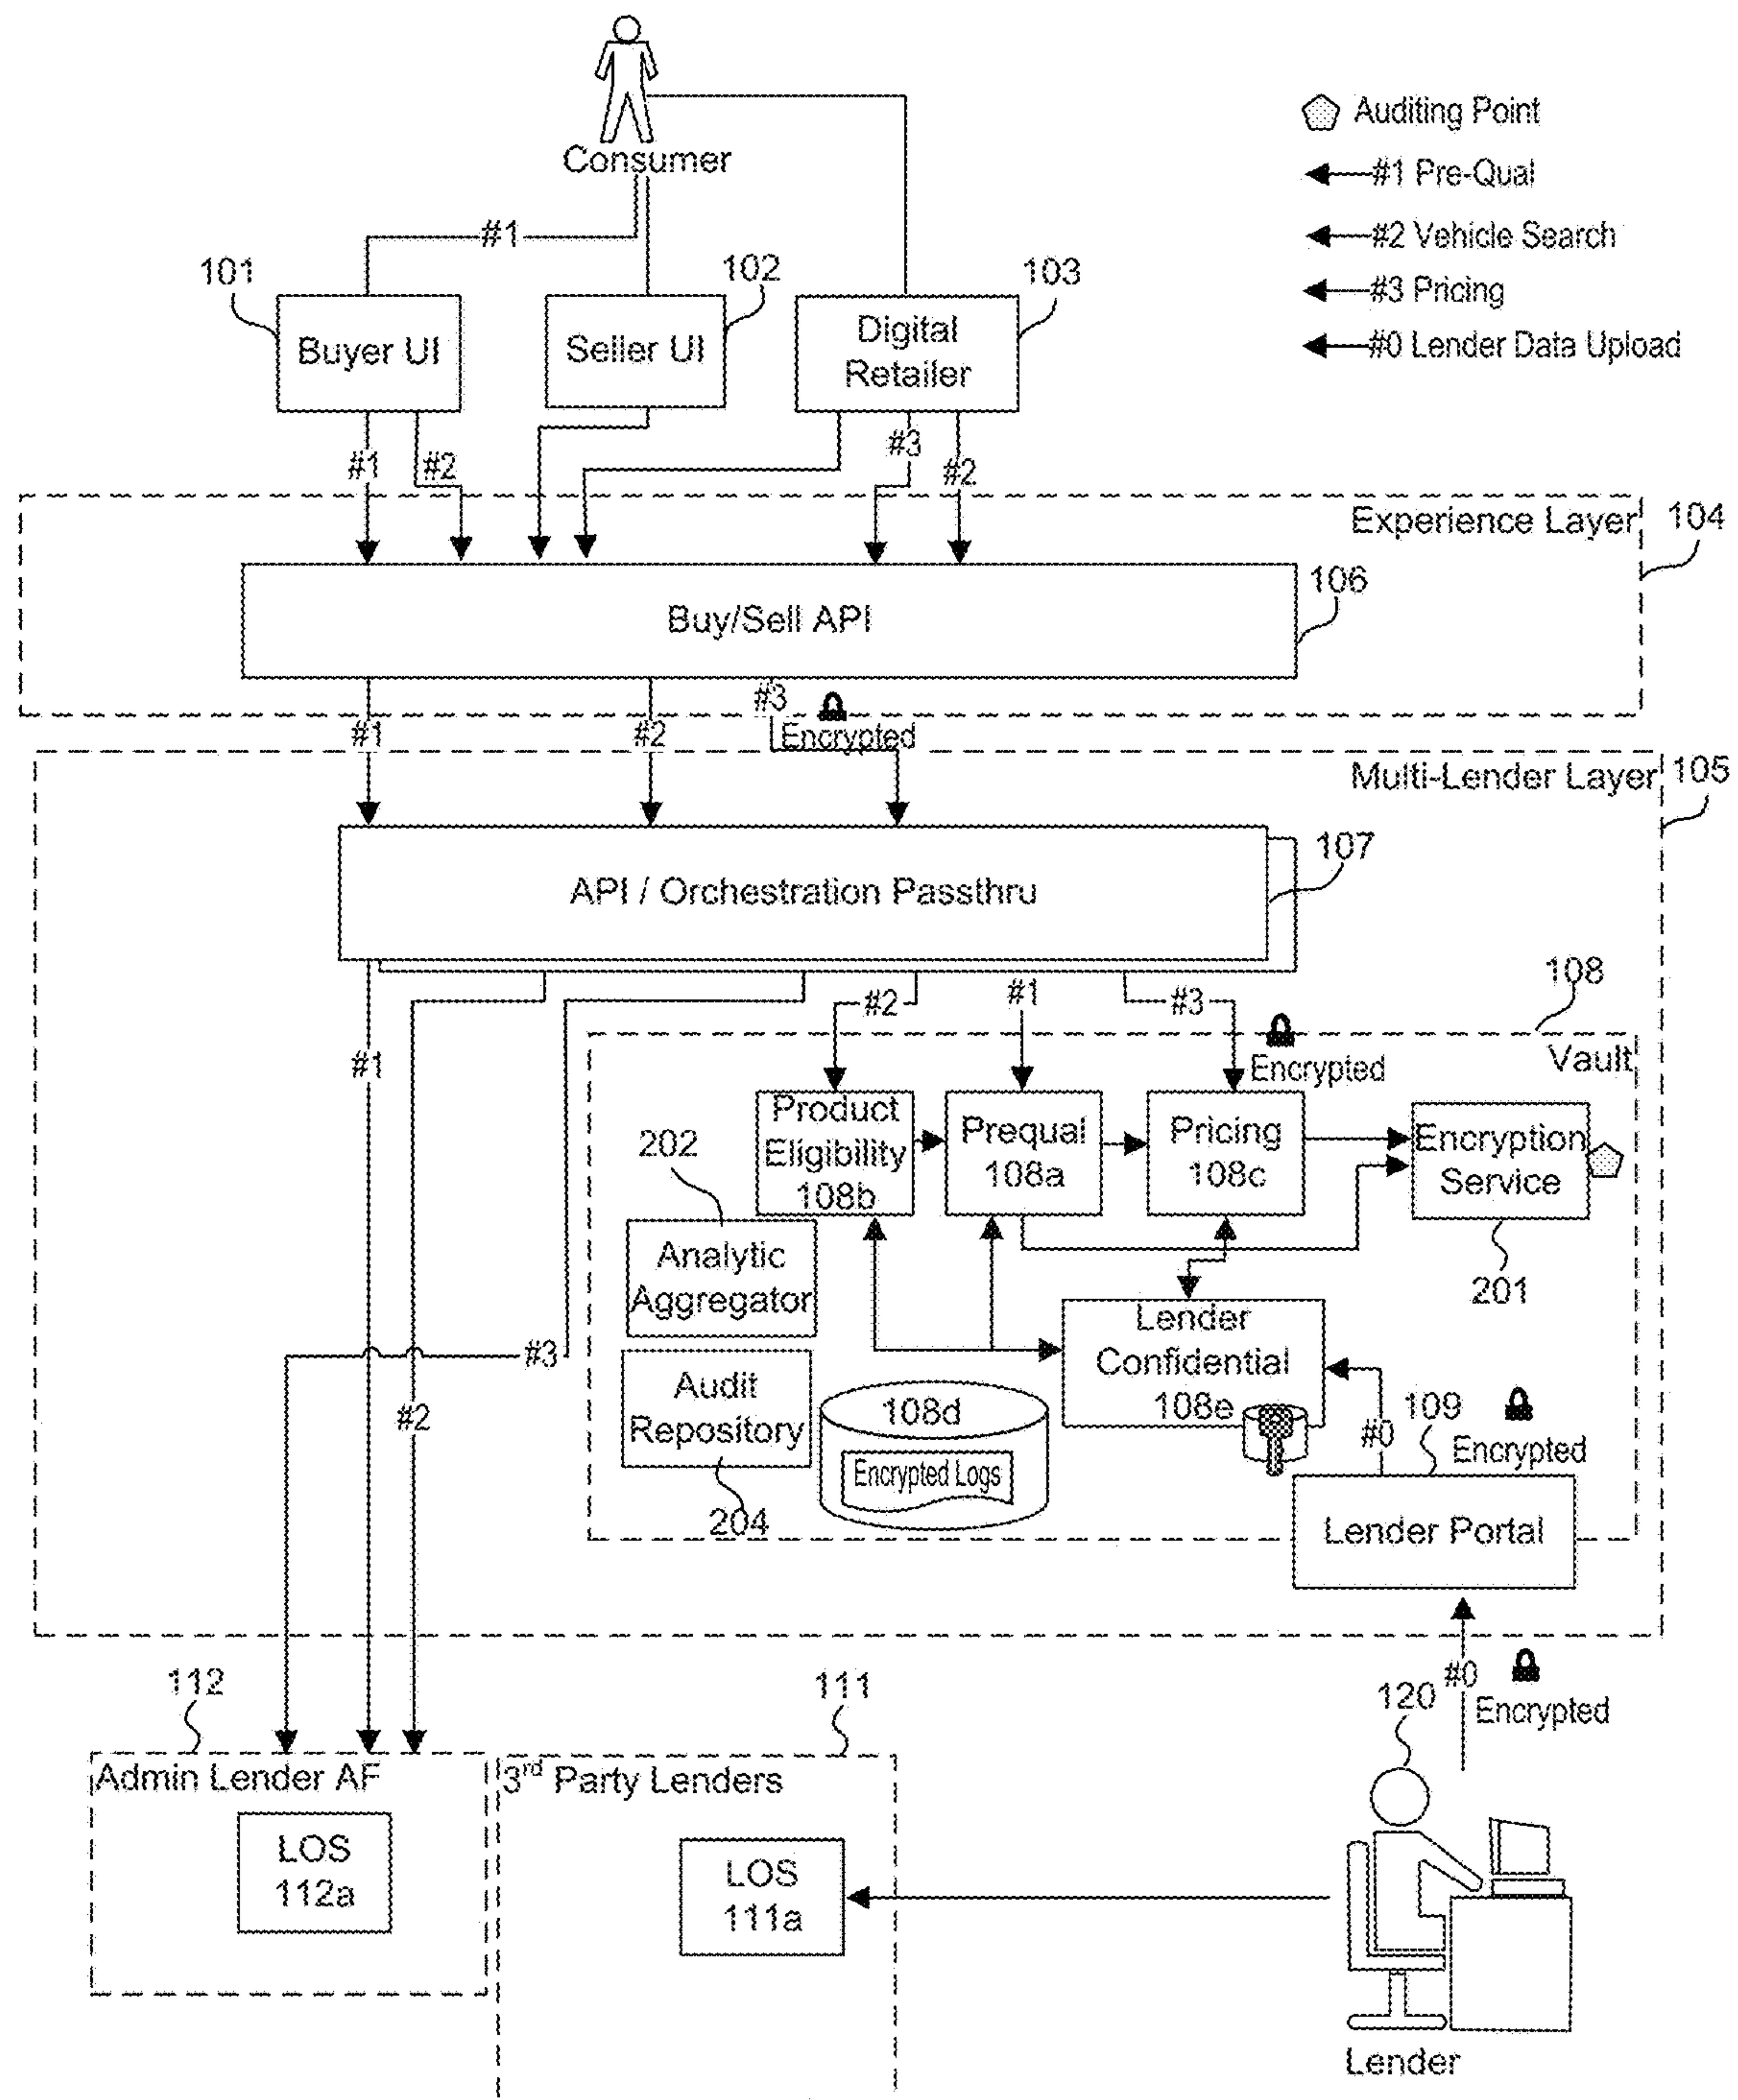 Consumer
Auditing Point
#1 Pre-Qual
#2 Vehicle Search
#3 Pricing
#0 Lender Data Upload
#1
101
102
103
Buyer UI
Seller UI
Digital
Retailer
#1
#2
#3
#2
Experience Layer
104
106
Buy/Sell API
#1
#2
#3
Encrypted
Multi-Lender Layer
105
107
API / Orchestration Passthru
108
#2
#1
#3
#1
Encrypted
Vault
Product
Eligibility
108b
Prequal
108a
Pricing
108c
Encryption
Service
201
202
Analytic
Aggregator
#3
Lender
Confidential
108e
Audit
Repository
204
108d
Encrypted Logs
#2
#0
109
Encrypted
Lender Portal
112
111
120
#0
Encrypted
Admin Lender AF
LOS
112a
3rd Party Lenders
LOS
111a
Lender